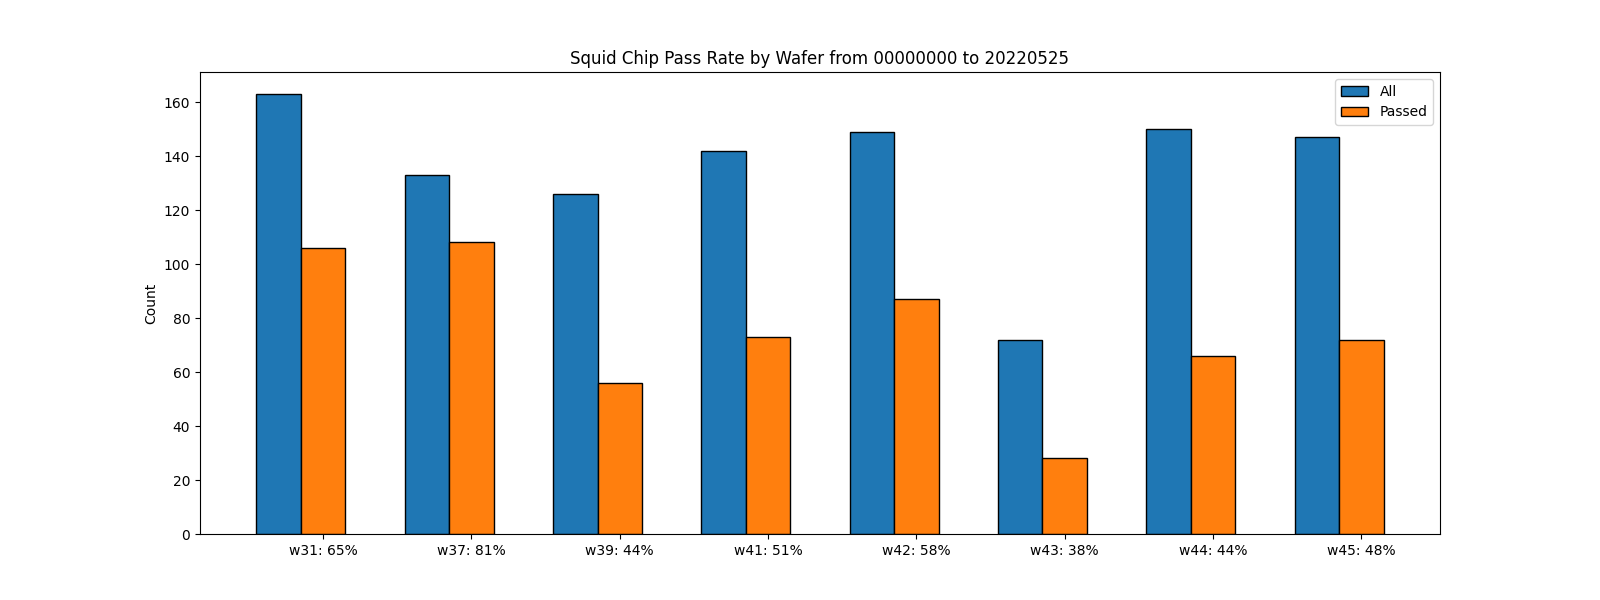 Squid Chip Pass Rate by Wafer from 00000000 to 20220525
All
Passed
160
140
120
100
80
60
40
20
0
Count
w31: 65% w37: 81% w39: 44% w41: 51% w42: 58% w43: 38% w44: 44% w45: 48%